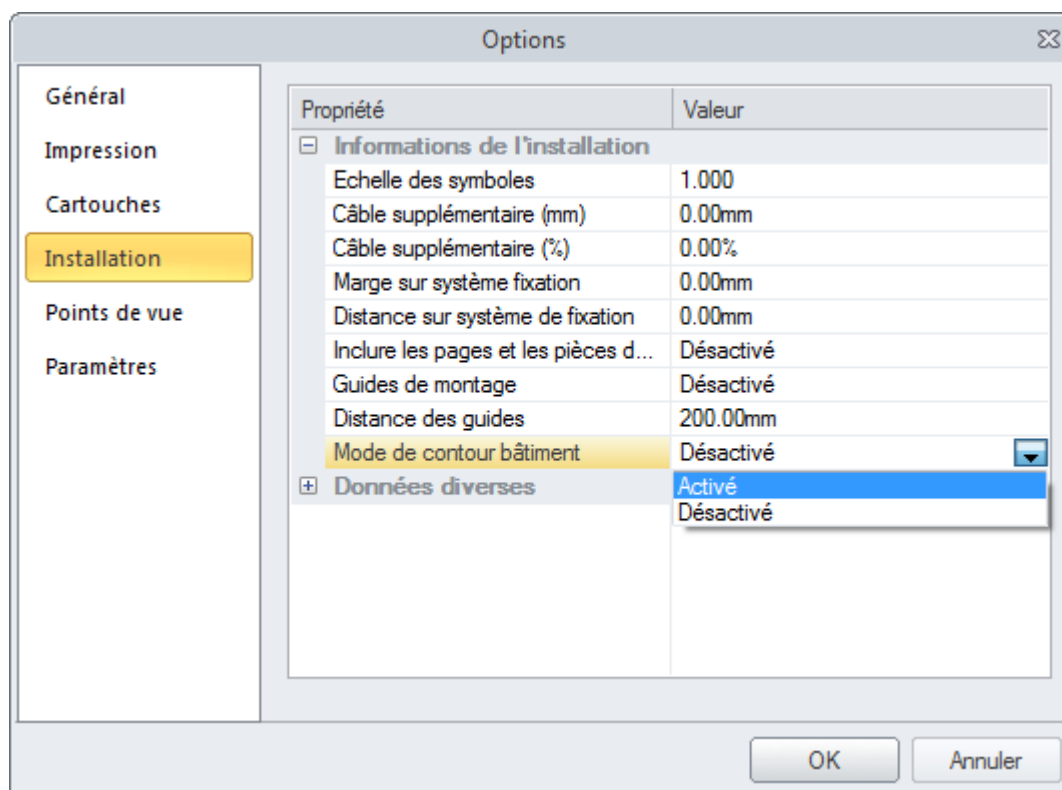 Options
Général
Impression
Cartouches
Installation
Points de vue
Paramètres
Propriété Valeur
Informations de l'installation
Echelle des symboles 1.000
Câble supplémentaire (mm) 0.00mm
Câble supplémentaire (%) 0.00%
Marge sur système fixation 0.00mm
Distance sur système de fixation 0.00mm
Inclure les pages et les pièces d... Désactivé
Guides de montage Désactivé
Distance des guides 200.00mm
Mode de contour bâtiment Désactivé
Données diverses Activé
Désactivé
OK Annuler